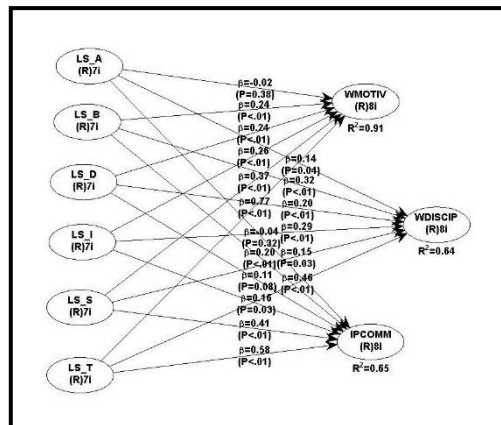 LS_A
(R)7i
LS_B
(R)7i
LS_D
(R)7i
LS_I
(R)7i
LS_S
(R)7i
LS_T
(R)7i
β=-0.02
(P=0.38)
β=0.24
(P<.01)
β=0.24
(P<.01)
β=0.26
(P<.01)
β=0.37
(P<.01)
β=0.77
(P<.01)
β=0.14
(P=0.04)
β=0.32
(P<.01)
β=0.20
(P<.01)
β=0.29
(P<.01)
β=0.15
(P=0.03)
β=0.46
(P<.01)
β=-0.04
(P=0.32)
β=0.20
(P<.01)
β=0.11
(P=0.08)
β=0.16
(P=0.03)
β=0.41
(P<.01)
β=0.58
(P<.01)
WMOTIV
(R)8i
R²=0.91
WDISCIP
(R)8i
R²=0.64
IPCOMM
(R)8i
R²=0.65